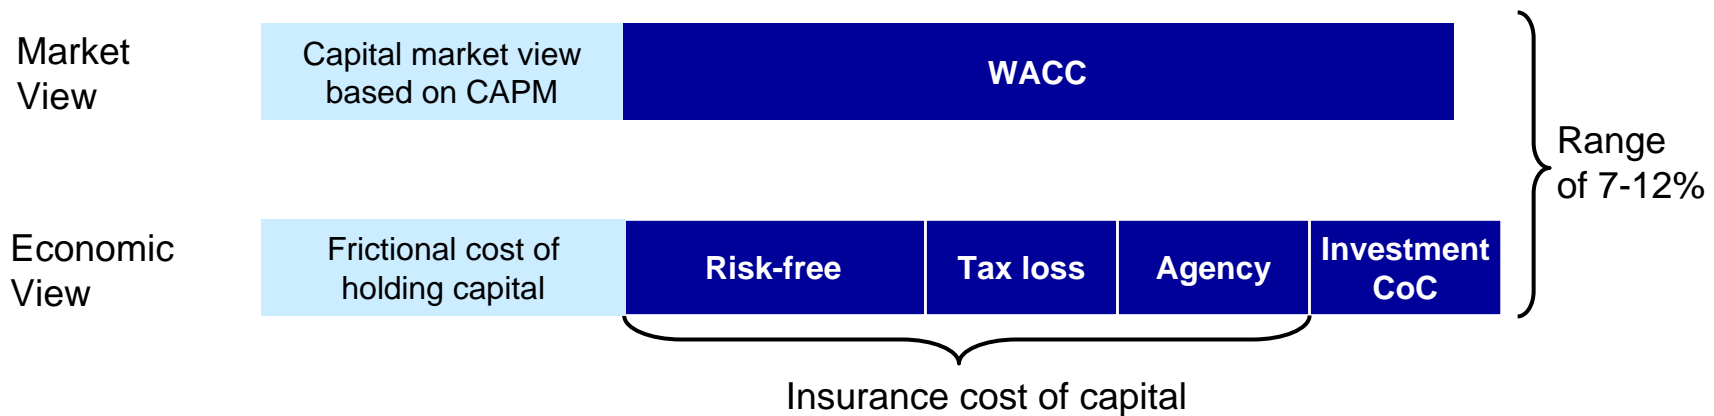 Market
View
Capital market view
based on CAPM
WACC
Range
of 7-12%
Economic
View
Frictional cost of
holding capital
Risk-free
Tax loss
Agency
Investment
CoC
Insurance cost of capital